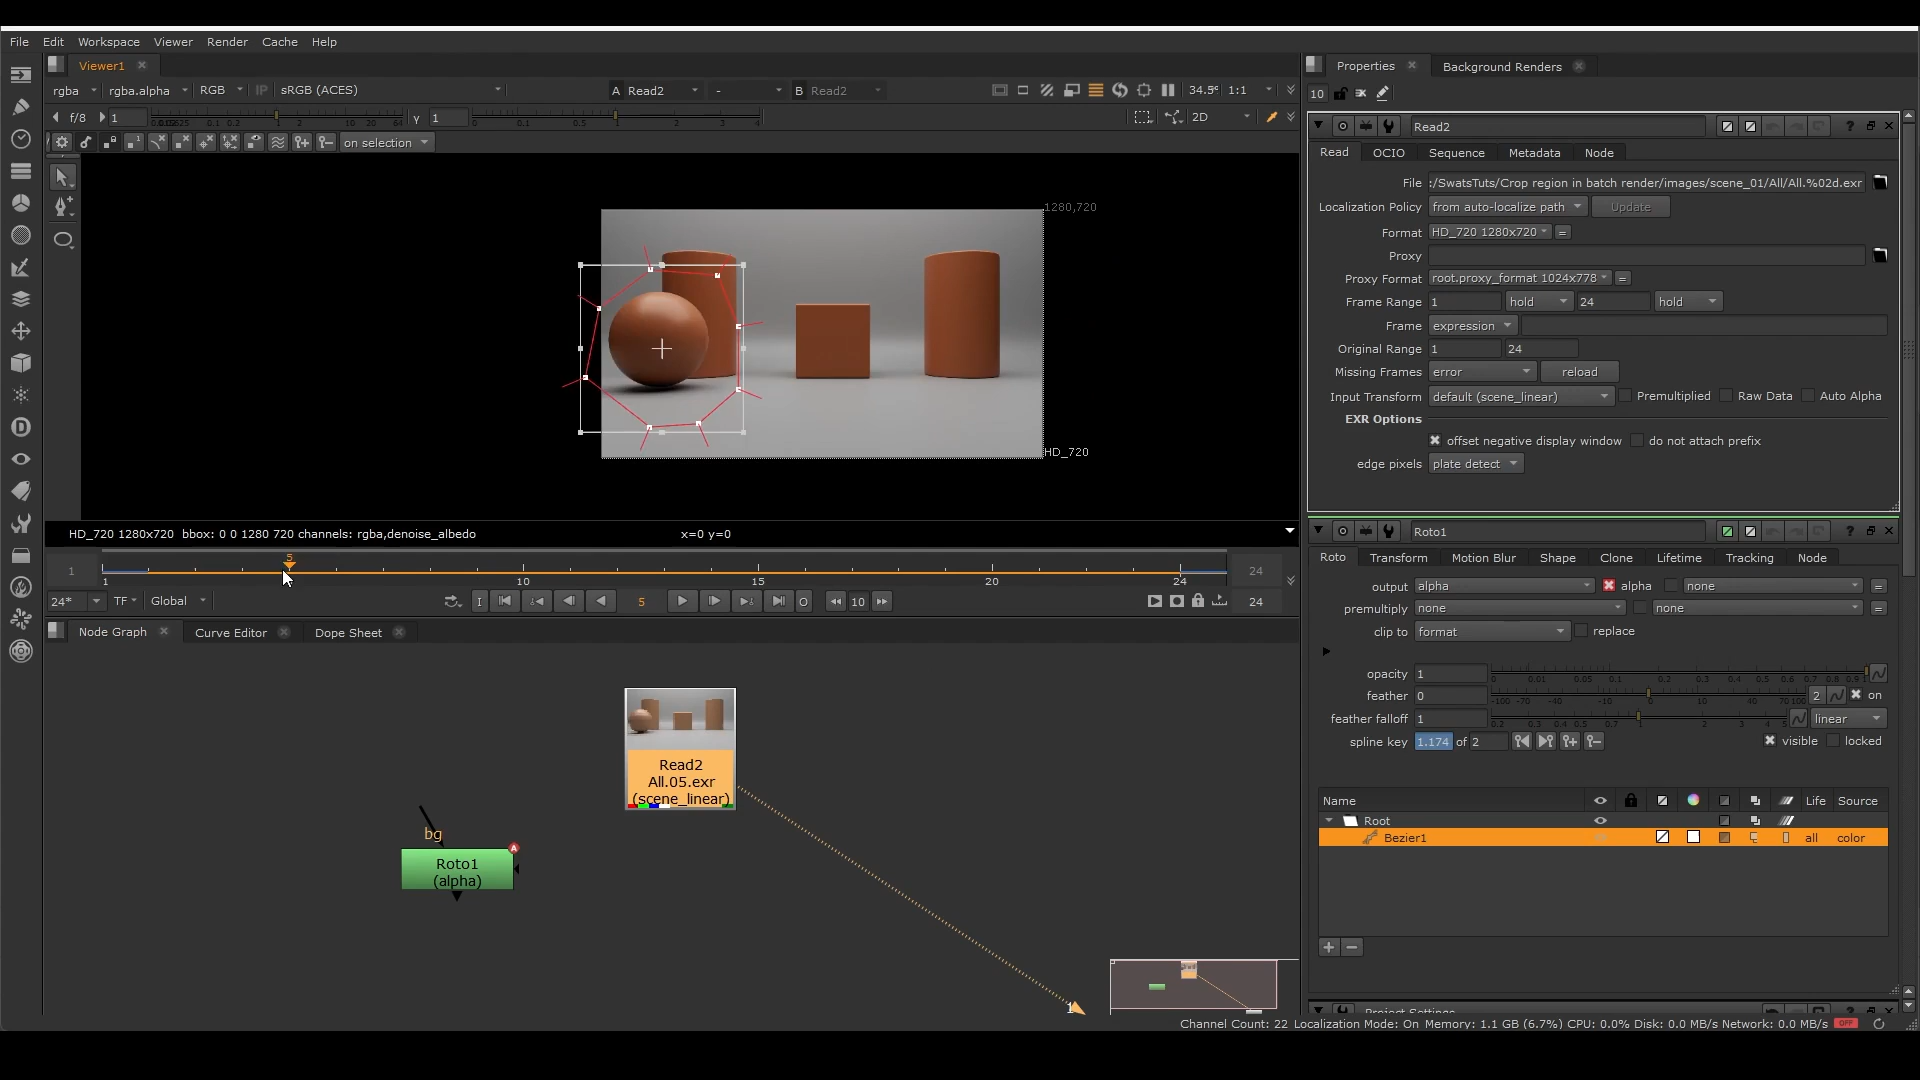 File Edit Workspace Viewer Render Cache Help
Viewer1
rgba rgba.alpha RGB IP sRGB (ACES) A Read2 - B Read2 34.5% 1:1
f/8 1 γ 1 2D
on selection
1280,720
HD_720
HD_720 1280x720 bbox: 0 0 1280 720 channels: rgba,denoise_albedo x=0 y=0
5
1 24
1 10 15 20 24
24* TF Global I 5 O 10 24
Node Graph Curve Editor Dope Sheet
Read2
All.05.exr
(scene_linear)
bg
A
Roto1
(alpha)
1
Properties Background Renders
10
Read2
Read OCIO Sequence Metadata Node
File :/SwatsTuts/Crop region in batch render/images/scene_01/All/All.%02d.exr
Localization Policy from auto-localize path Update
Format HD_720 1280x720 =
Proxy
Proxy Format root.proxy_format 1024x778 =
Frame Range 1 hold 24 hold
Frame expression
Original Range 1 24
Missing Frames error reload
Input Transform default (scene_linear) Premultiplied Raw Data Auto Alpha
EXR Options
offset negative display window do not attach prefix
edge pixels plate detect
Roto1
Roto Transform Motion Blur Shape Clone Lifetime Tracking Node
output alpha alpha none =
premultiply none none =
clip to format replace
opacity 1
feather 0 2 on
feather falloff 1 linear
spline key 1.174 of 2 visible locked
Name Life Source
Root
Bezier1 all color
Project Settings
Channel Count: 22 Localization Mode: On Memory: 1.1 GB (6.7%) CPU: 0.0% Disk: 0.0 MB/s Network: 0.0 MB/s OFF